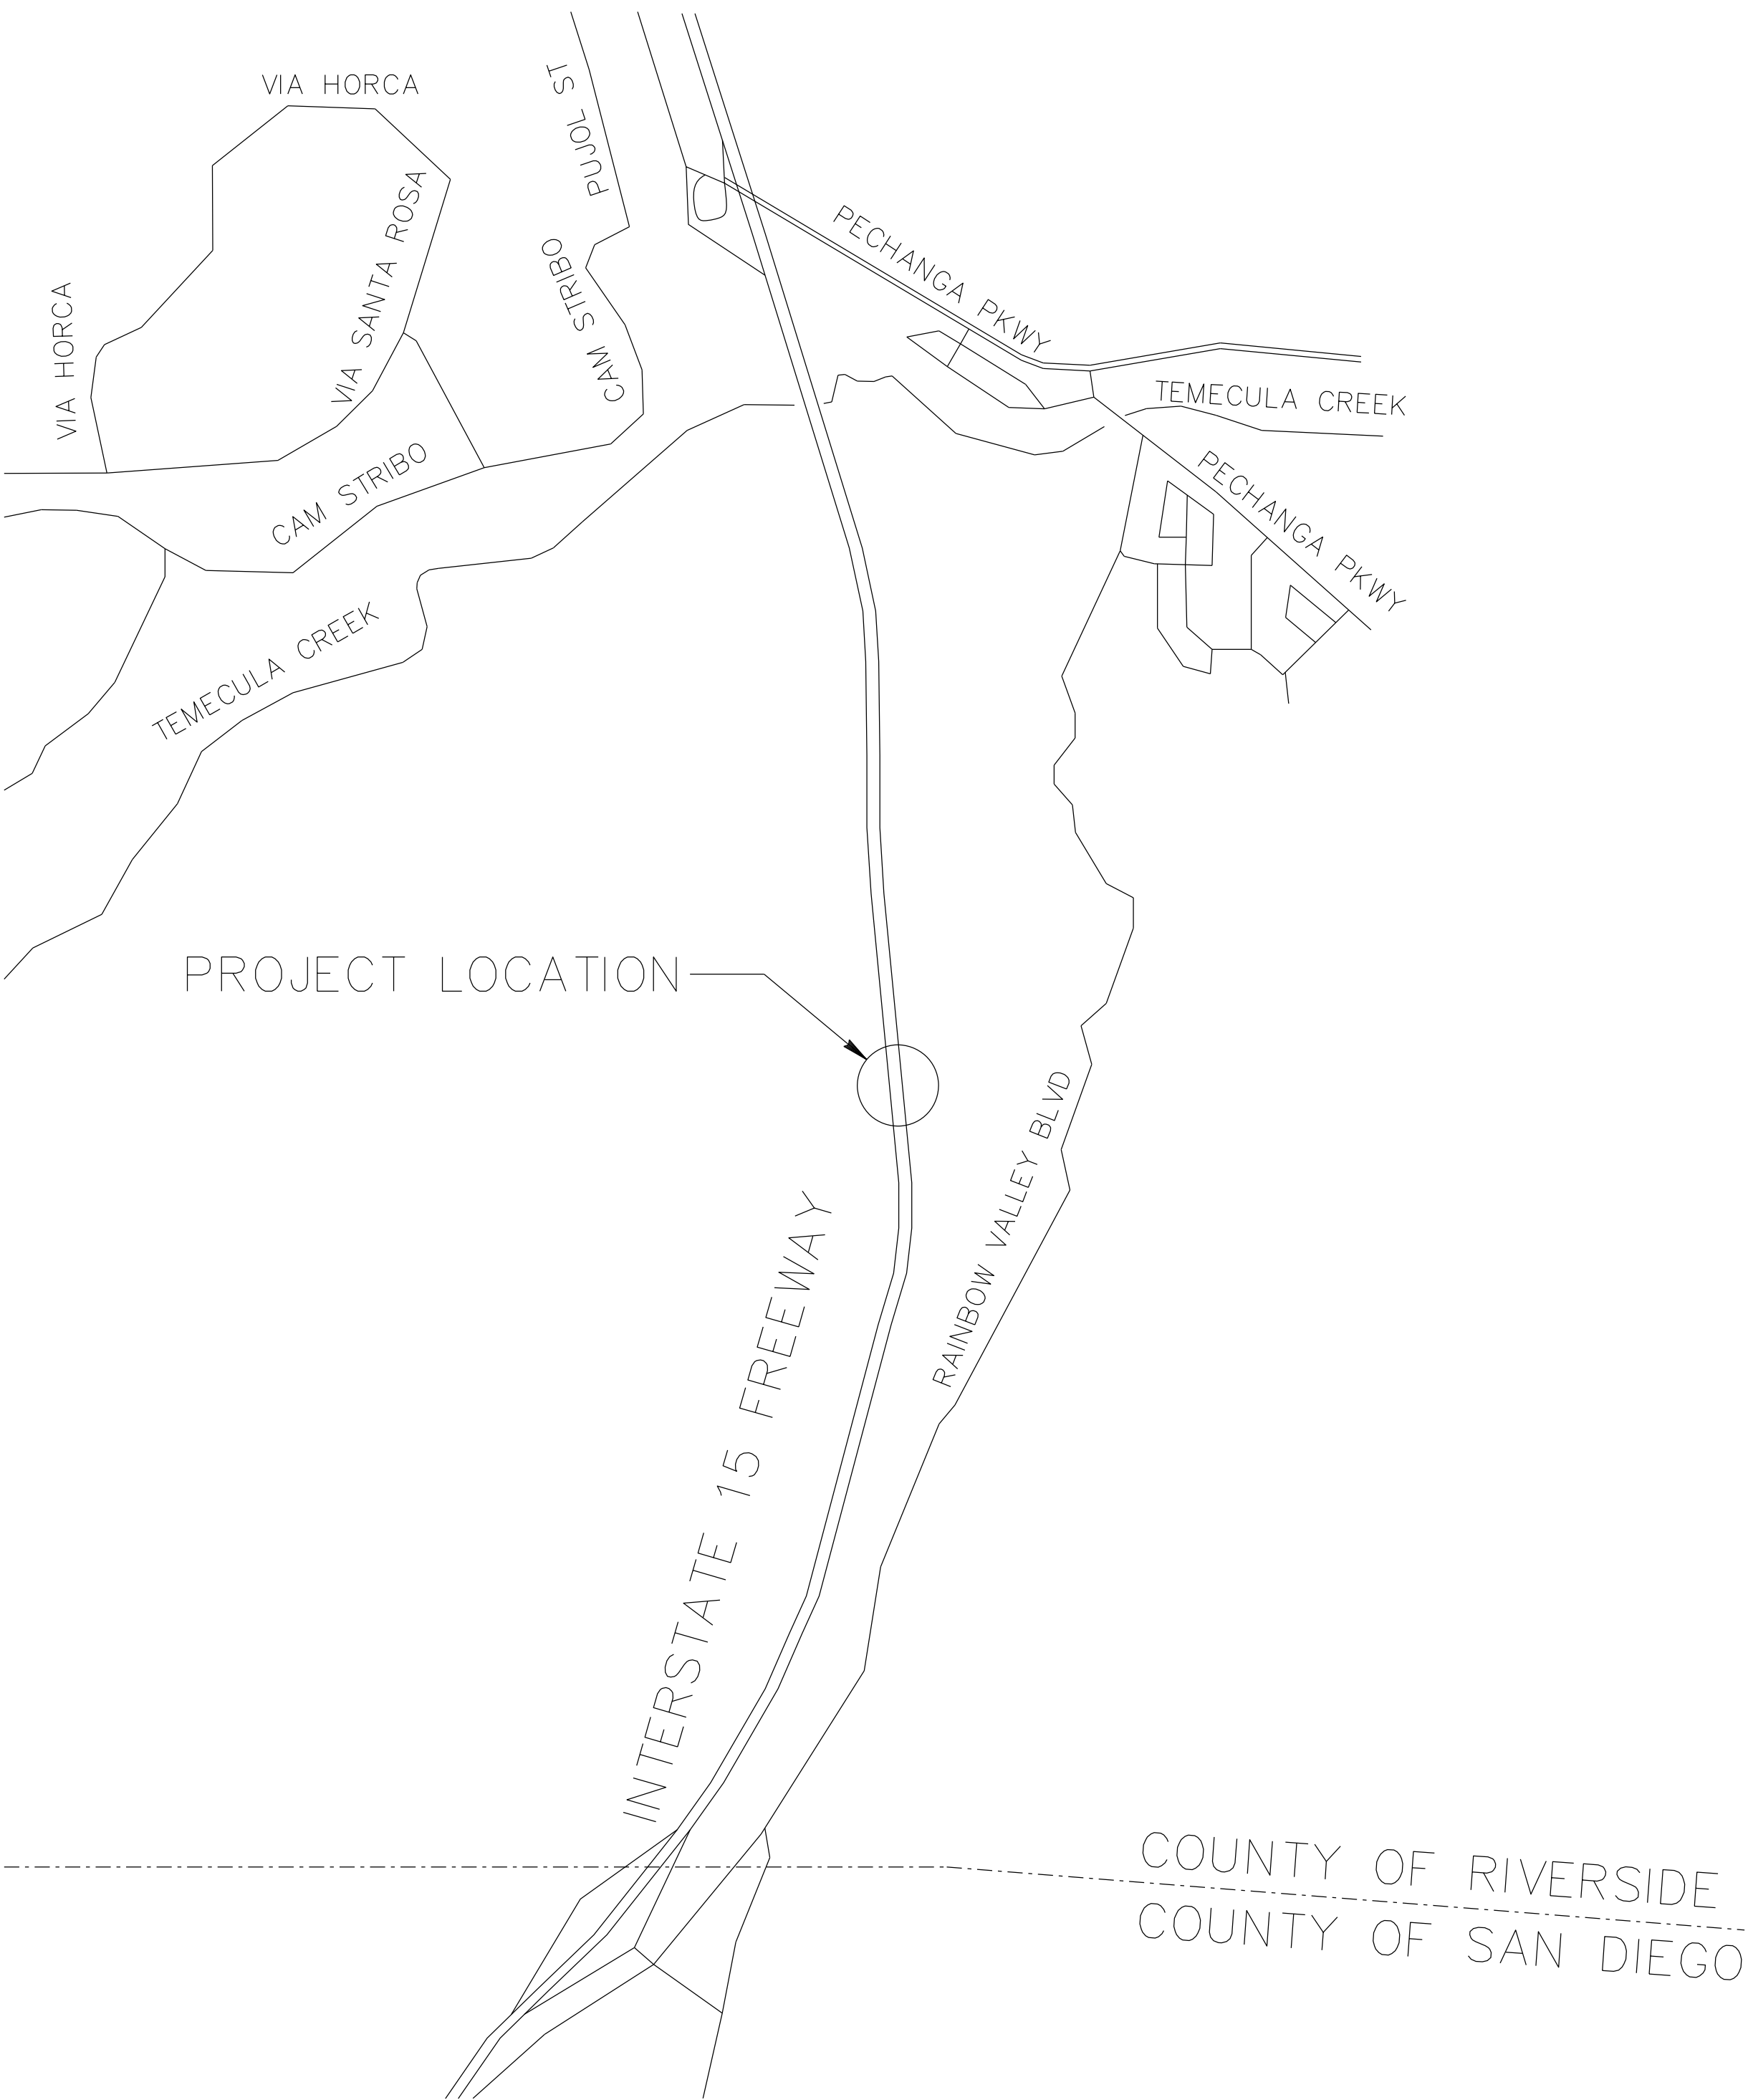 VIA HORCA
PUJOL ST
VIA SANTA ROSA
VIA HORCA
CAM STRIBO
PECHANGA PKWY
TEMECULA CREEK
CAM STRIBO
PECHANGA PKWY
TEMECULA CREEK
PROJECT LOCATION
RAINBOW VALLEY BLVD
INTERSTATE 15 FREEWAY
COUNTY OF RIVERSIDE
COUNTY OF SAN DIEGO